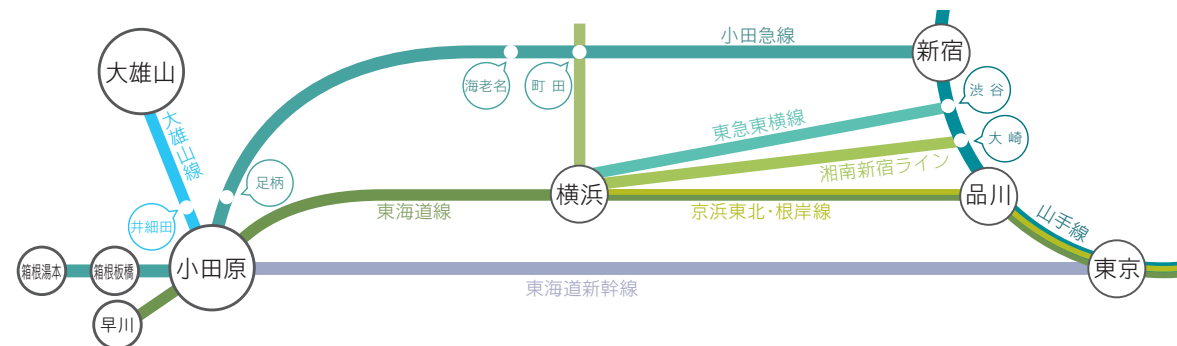 小田急線
新宿
大雄山
海老名
町田
渋谷
東急東横線
大崎
大雄山線
湘南新宿ライン
足柄
横浜
品川
井細田
東海道線
京浜東北・根岸線
山手線
箱根湯本
箱根板橋
小田原
東京
東海道新幹線
早川